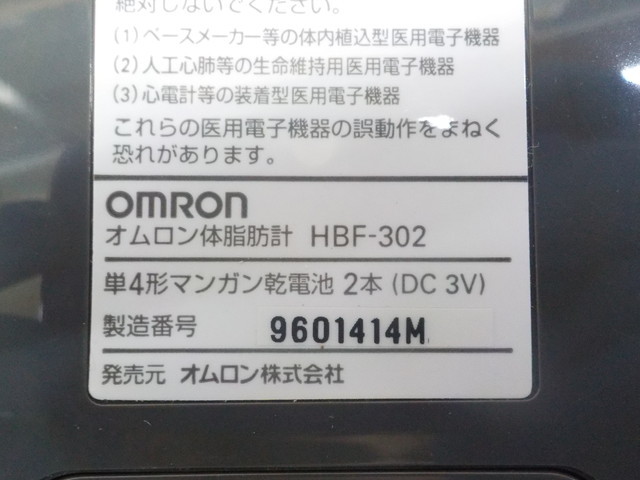 絶対しないでください。
(1) ペースメーカー等の体内植込型医用電子機器
(2) 人工心肺等の生命維持用医用電子機器
(3) 心電計等の装着型医用電子機器
これらの医用電子機器の誤動作をまねく
恐れがあります。
OMRON
オムロン体脂肪計 HBF-302
単4形マンガン乾電池 2本 (DC 3V)
製造番号 9601414M
発売元 オムロン株式会社